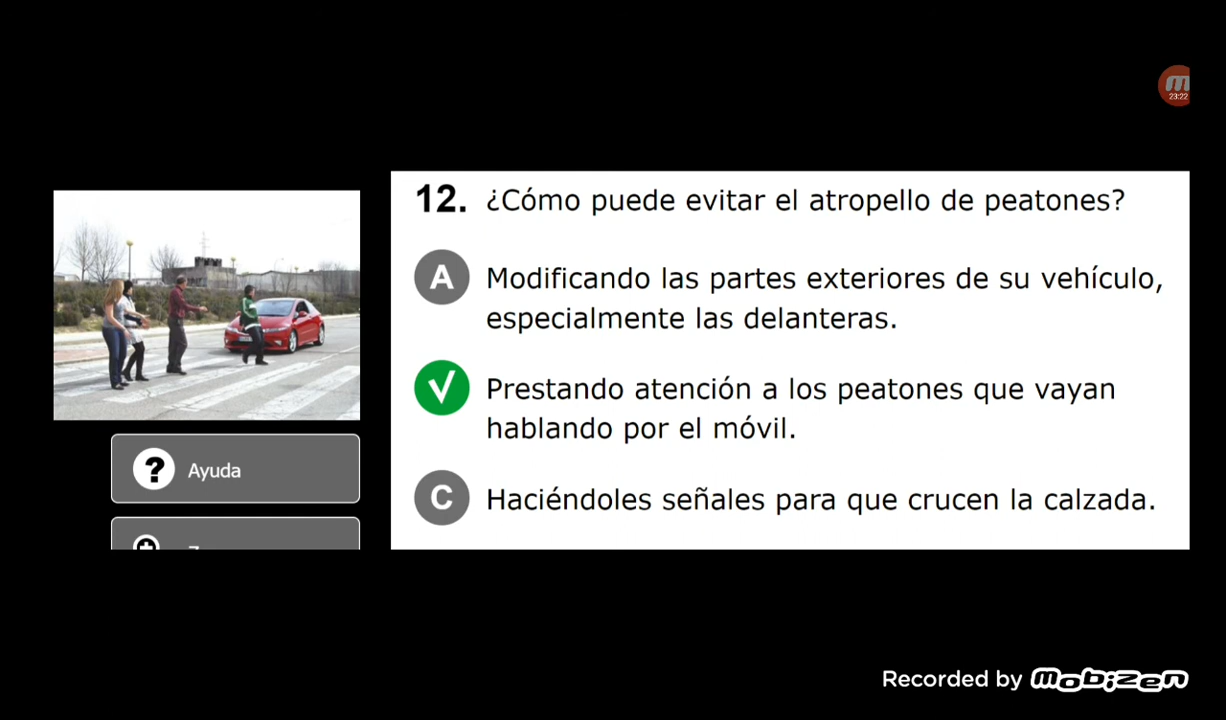 23:22
12. ¿Cómo puede evitar el atropello de peatones?
A Modificando las partes exteriores de su vehículo,
especialmente las delanteras.
Prestando atención a los peatones que vayan
hablando por el móvil.
C Haciéndoles señales para que crucen la calzada.
? Ayuda
Recorded by mobizen